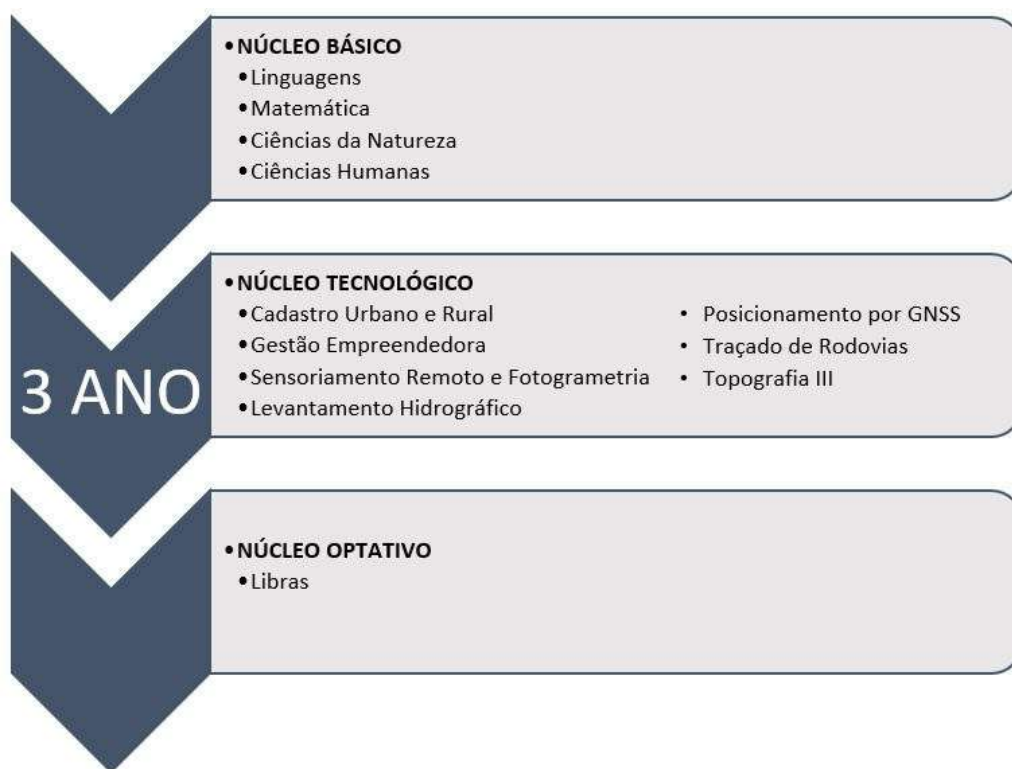 •NÚCLEO BÁSICO
•Linguagens
•Matemática
•Ciências da Natureza
•Ciências Humanas
3 ANO
•NÚCLEO TECNOLÓGICO
•Cadastro Urbano e Rural
•Gestão Empreendedora
•Sensoriamento Remoto e Fotogrametria
•Levantamento Hidrográfico
• Posicionamento por GNSS
• Traçado de Rodovias
• Topografia III
•NÚCLEO OPTATIVO
•Libras